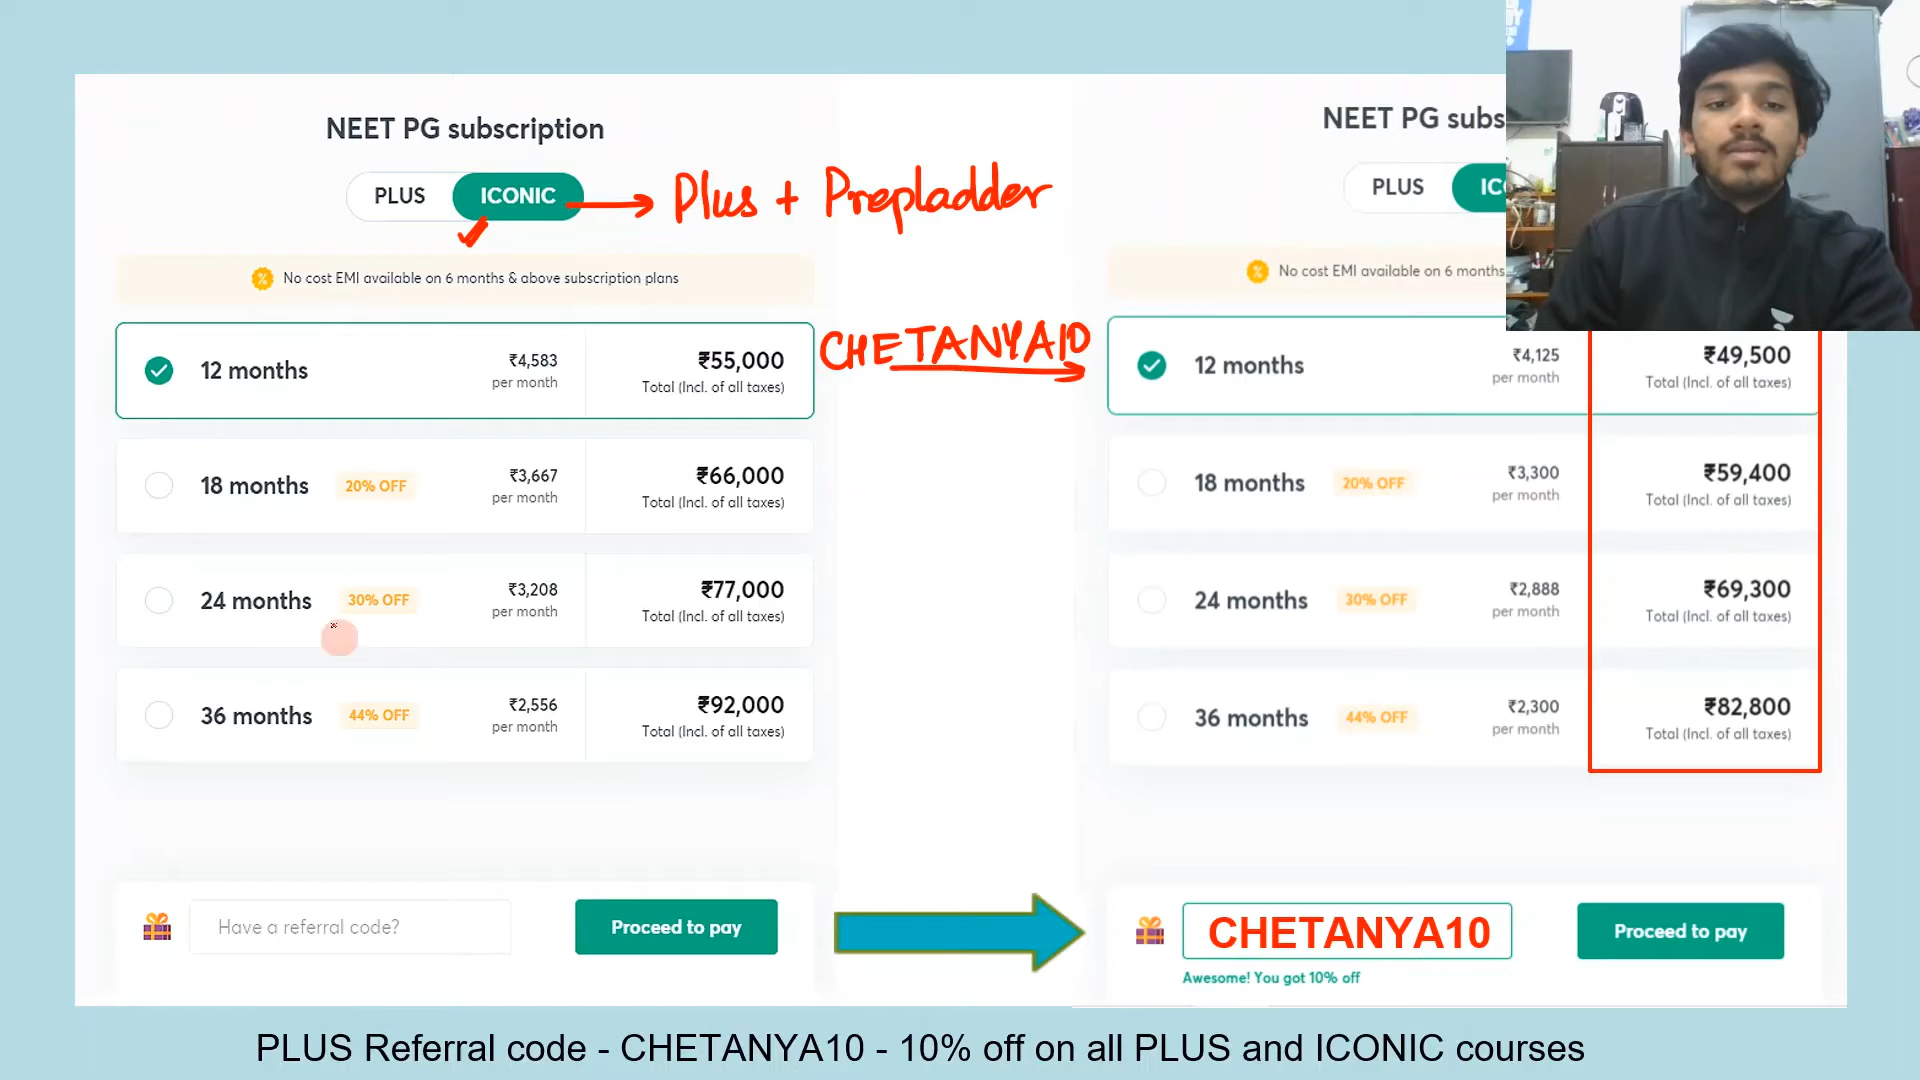 NEET PG subscription
PLUS ICONIC Plus + Prepladder
No cost EMI available on 6 months & above subscription plans
12 months ₹4,583 per month ₹55,000 Total (Incl. of all taxes)
18 months 20% OFF ₹3,667 per month ₹66,000 Total (Incl. of all taxes)
24 months 30% OFF ₹3,208 per month ₹77,000 Total (Incl. of all taxes)
36 months 44% OFF ₹2,556 per month ₹92,000 Total (Incl. of all taxes)
Have a referral code? Proceed to pay
CHETANYA10
NEET PG subs
PLUS IC
No cost EMI available on 6 months
12 months ₹4,125 per month ₹49,500 Total (Incl. of all taxes)
18 months 20% OFF ₹3,300 per month ₹59,400 Total (Incl. of all taxes)
24 months 30% OFF ₹2,888 per month ₹69,300 Total (Incl. of all taxes)
36 months 44% OFF ₹2,300 per month ₹82,800 Total (Incl. of all taxes)
CHETANYA10 Proceed to pay
Awesome! You got 10% off
PLUS Referral code - CHETANYA10 - 10% off on all PLUS and ICONIC courses